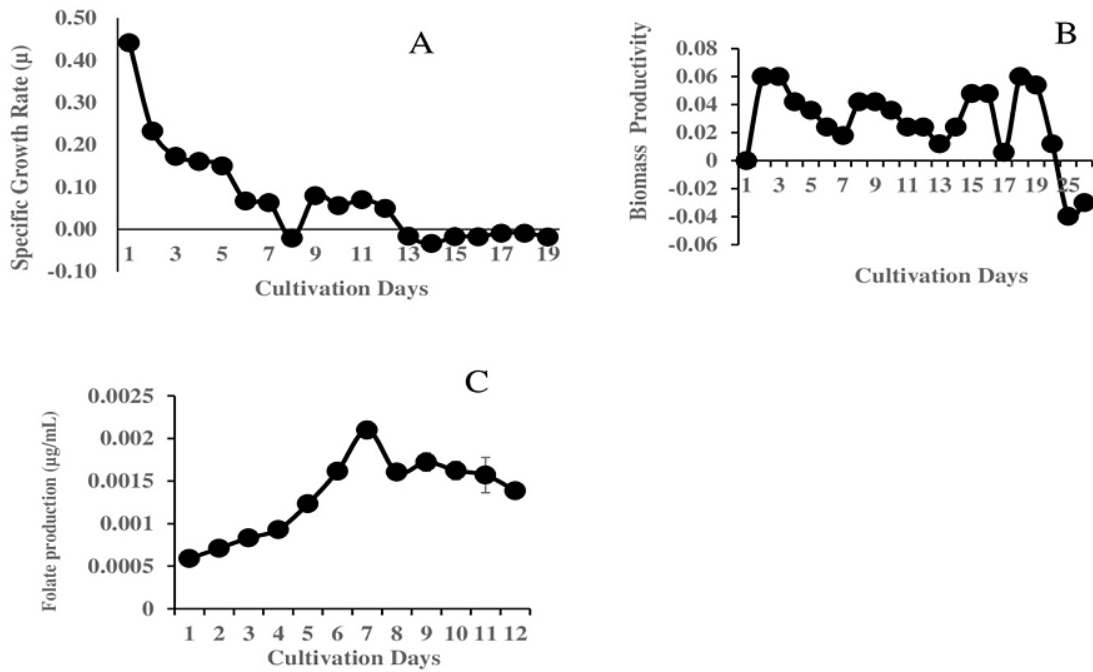 A
Specific Growth Rate (µ)
0.50
0.40
0.30
0.20
0.10
0.00
-0.10
1 3 5 7 9 11 13 15 17 19
Cultivation Days
B
Biomass Productivity
0.08
0.06
0.04
0.02
0
-0.02
-0.04
-0.06
1 3 5 7 9 11 13 15 17 19 25
Cultivation Days
C
Folate production (µg/mL)
0.0025
0.002
0.0015
0.001
0.0005
0
1 2 3 4 5 6 7 8 9 10 11 12
Cultivation Days